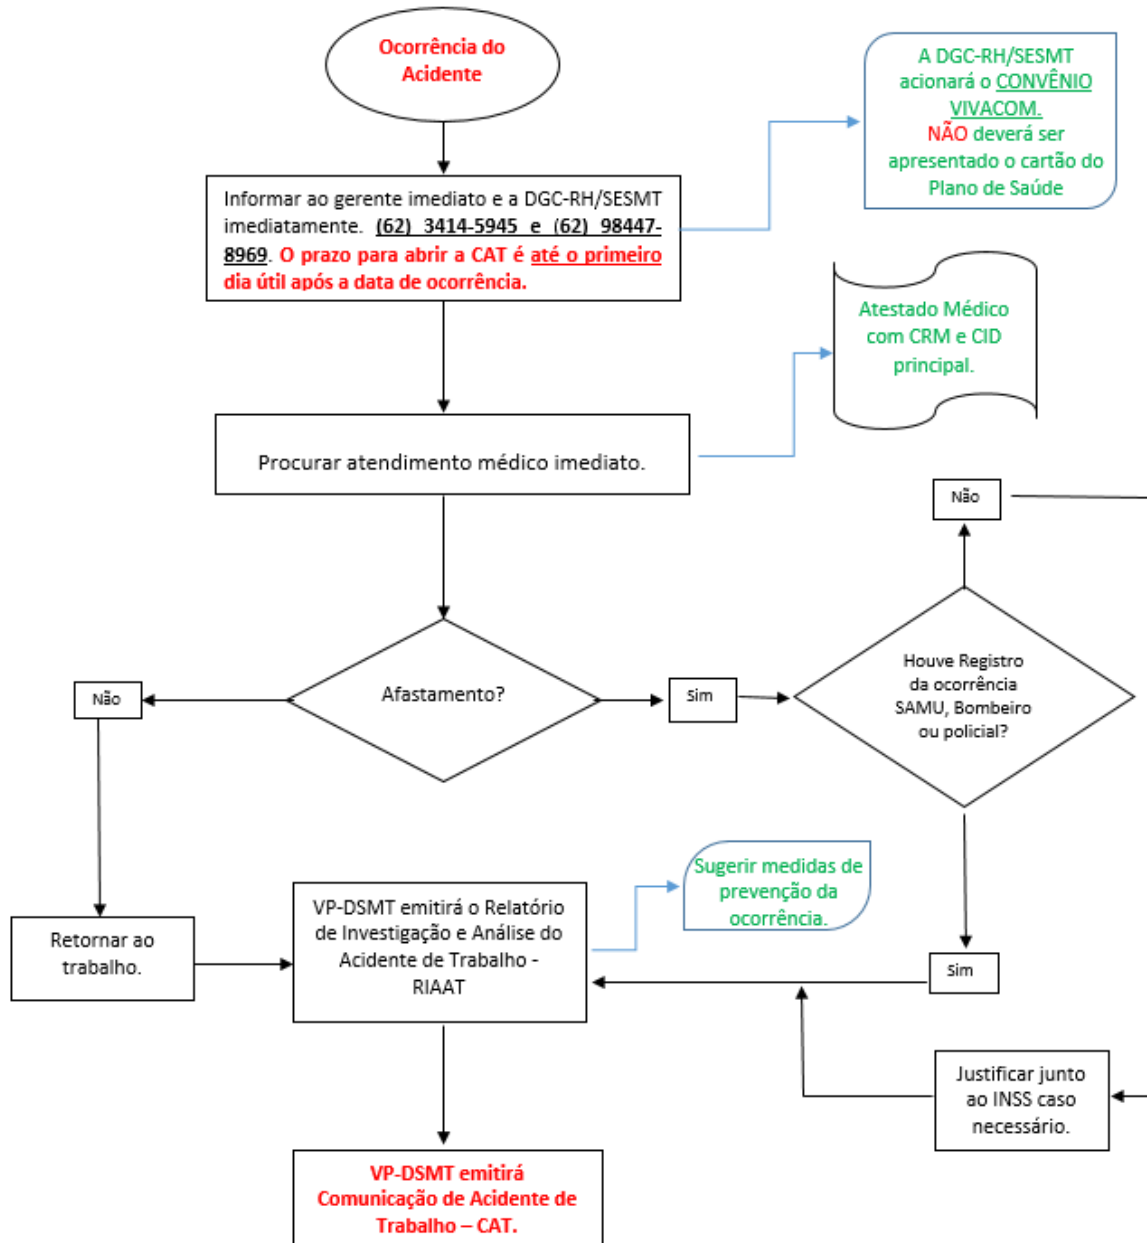 Ocorrência do
Acidente
A DGC-RH/SESMT
acionará o CONVÊNIO
VIVACOM.
NÃO deverá ser
apresentado o cartão do
Plano de Saúde
Informar ao gerente imediato e a DGC-RH/SESMT
imediatamente. (62) 3414-5945 e (62) 98447-
8969. O prazo para abrir a CAT é até o primeiro
dia útil após a data de ocorrência.
Atestado Médico
com CRM e CID
principal.
Procurar atendimento médico imediato.
Não
Houve Registro
da ocorrência
SAMU, Bombeiro
ou policial?
Afastamento?
Não
Sim
Sugerir medidas de
prevenção da
ocorrência.
VP-DSMT emitirá o Relatório
de Investigação e Análise do
Acidente de Trabalho -
RIAAT
Retornar ao
trabalho.
Sim
Justificar junto
ao INSS caso
necessário.
VP-DSMT emitirá
Comunicação de Acidente de
Trabalho – CAT.